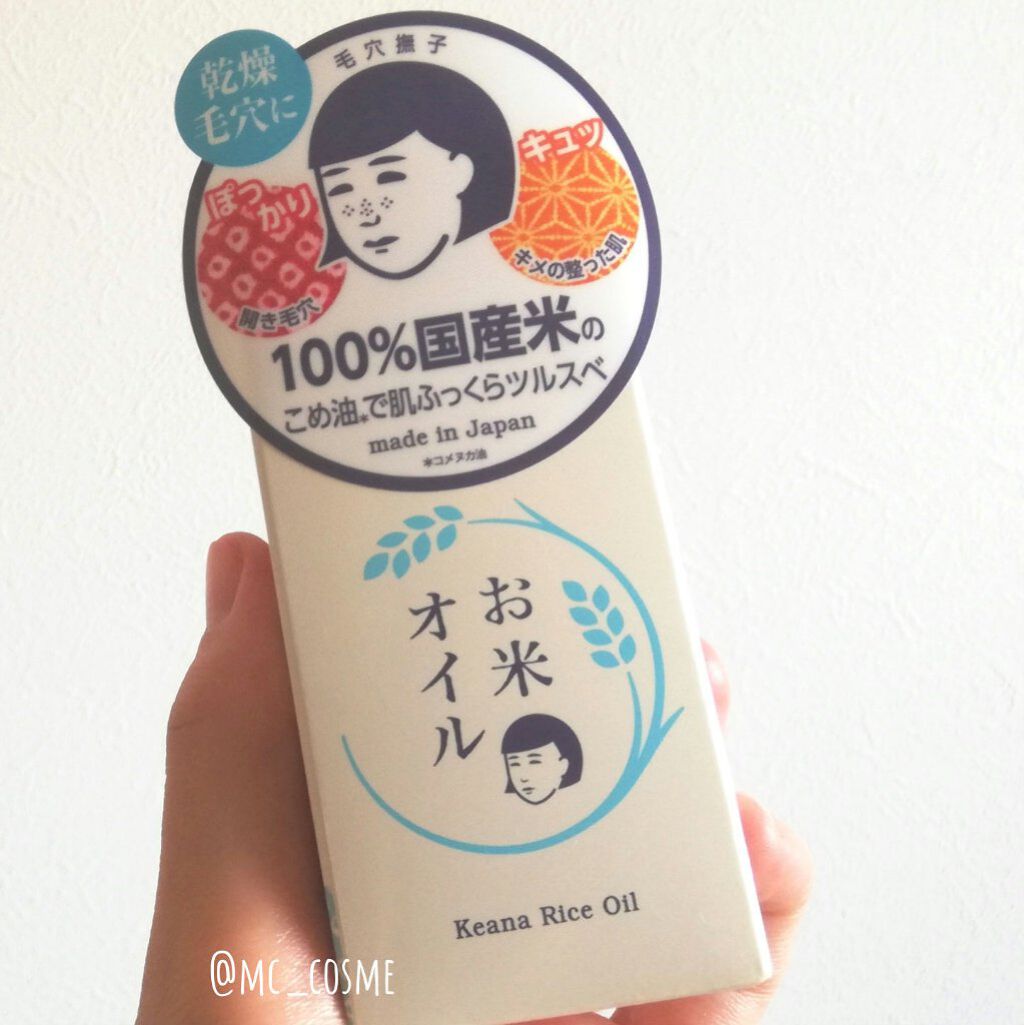 毛穴撫子
乾燥
毛穴に
ぽっかり
開き毛穴
キュッ
キメの整った肌
100%国産米の
こめ油*で肌ふっくらツルスベ
made in Japan
*コメヌカ油
お米
オイル
Keana Rice Oil
@mc_cosme